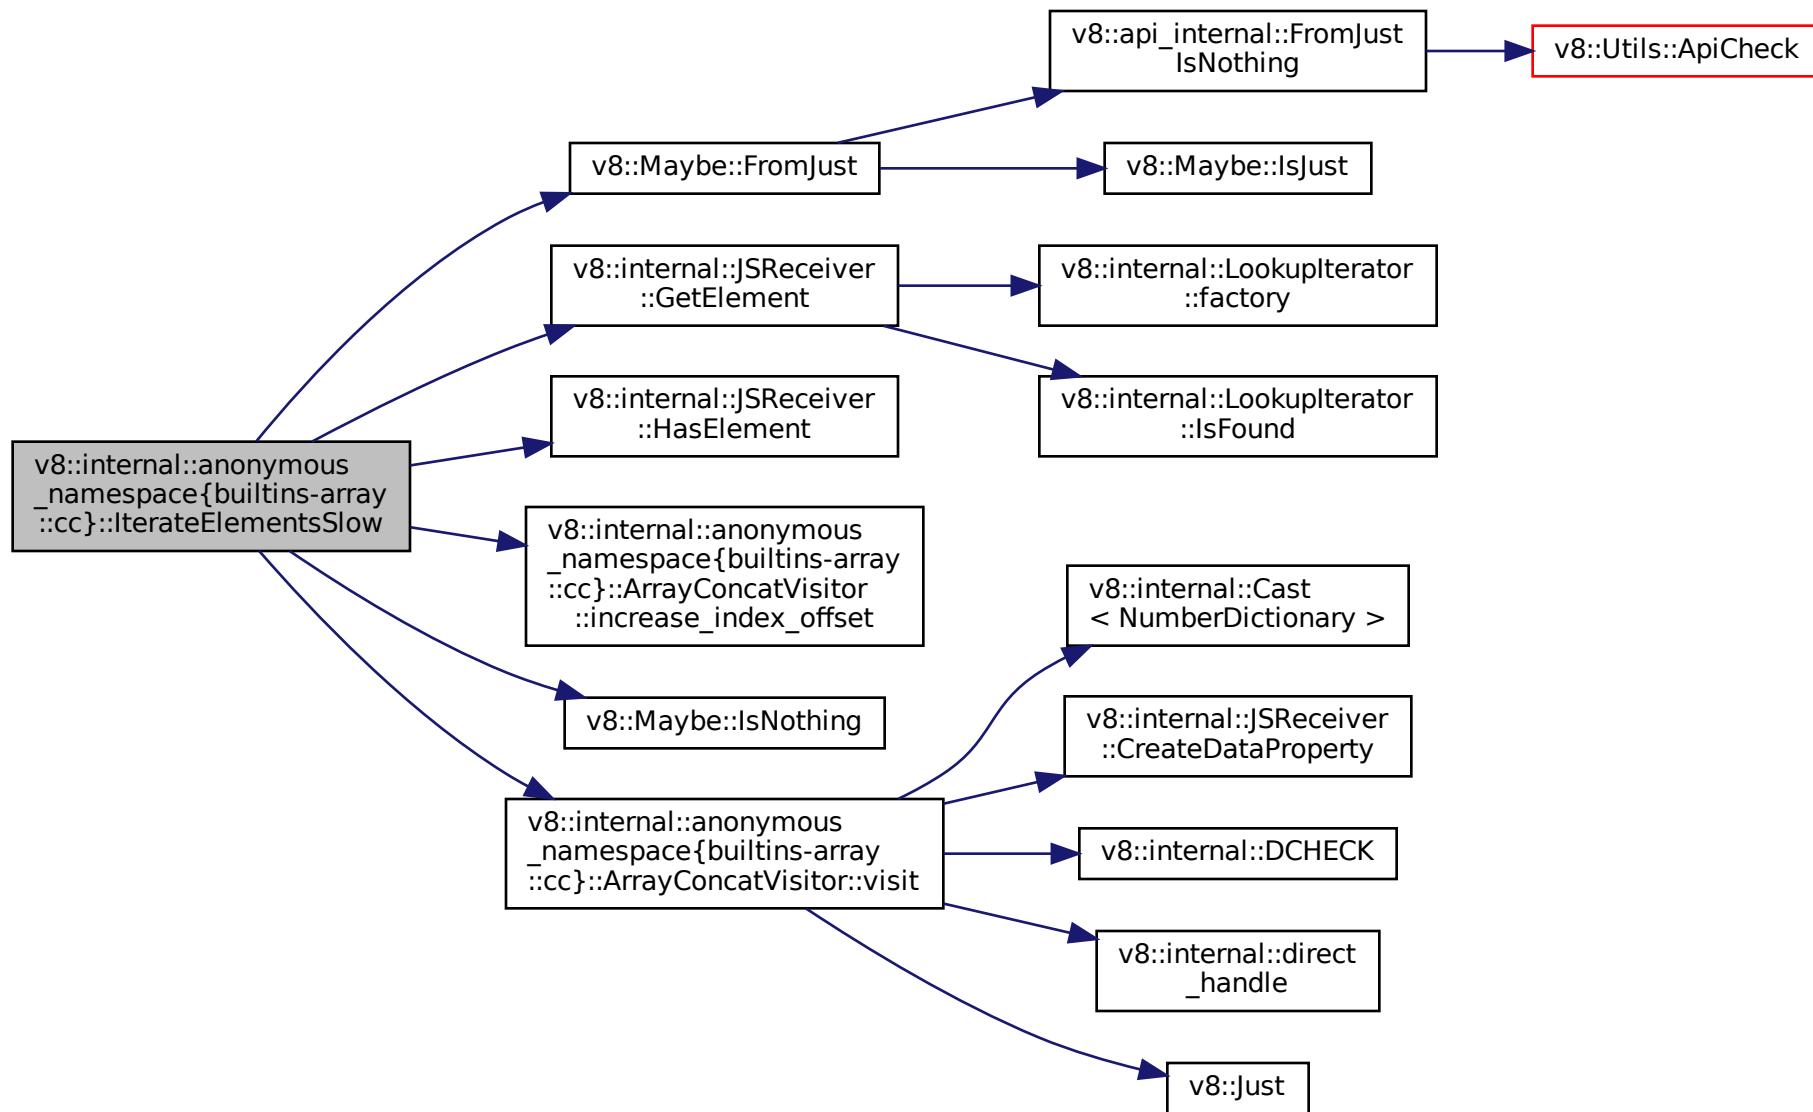 v8::api_internal::FromJust
IsNothing
v8::Utils::ApiCheck
v8::Maybe::FromJust
v8::Maybe::IsJust
v8::internal::JSReceiver
::GetElement
v8::internal::LookupIterator
::factory
v8::internal::JSReceiver
::HasElement
v8::internal::LookupIterator
::IsFound
v8::internal::anonymous
_namespace{builtins-array
::cc}::IterateElementsSlow
v8::internal::anonymous
_namespace{builtins-array
::cc}::ArrayConcatVisitor
::increase_index_offset
v8::internal::Cast
< NumberDictionary >
v8::Maybe::IsNothing
v8::internal::JSReceiver
::CreateDataProperty
v8::internal::anonymous
_namespace{builtins-array
::cc}::ArrayConcatVisitor::visit
v8::internal::DCHECK
v8::internal::direct
_handle
v8::Just